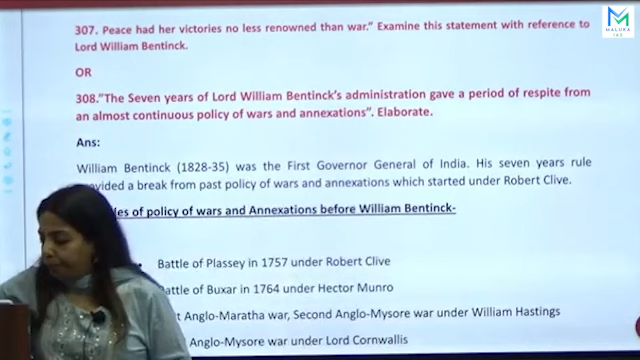 307. Peace had her victories no less renowned than war.” Examine this statement with reference to
Lord William Bentinck.
OR
308.”The Seven years of Lord William Bentinck’s administration gave a period of respite from
an almost continuous policy of wars and annexations”. Elaborate.
Ans:
William Bentinck (1828-35) was the First Governor General of India. His seven years rule
a break from past policy of wars and annexations which started under Robert Clive.
of policy of wars and Annexations before William Bentinck-
Battle of Plassey in 1757 under Robert Clive
of Buxar in 1764 under Hector Munro
Anglo-Maratha war, Second Anglo-Mysore war under William Hastings
Anglo-Mysore war under Lord Cornwallis
M
MALUKA
IAS